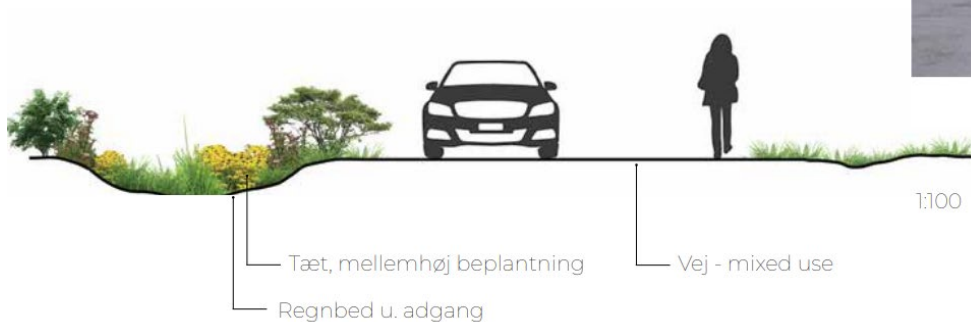 1:100
Tæt, mellemhøj beplantning
Vej - mixed use
Regnbed u. adgang